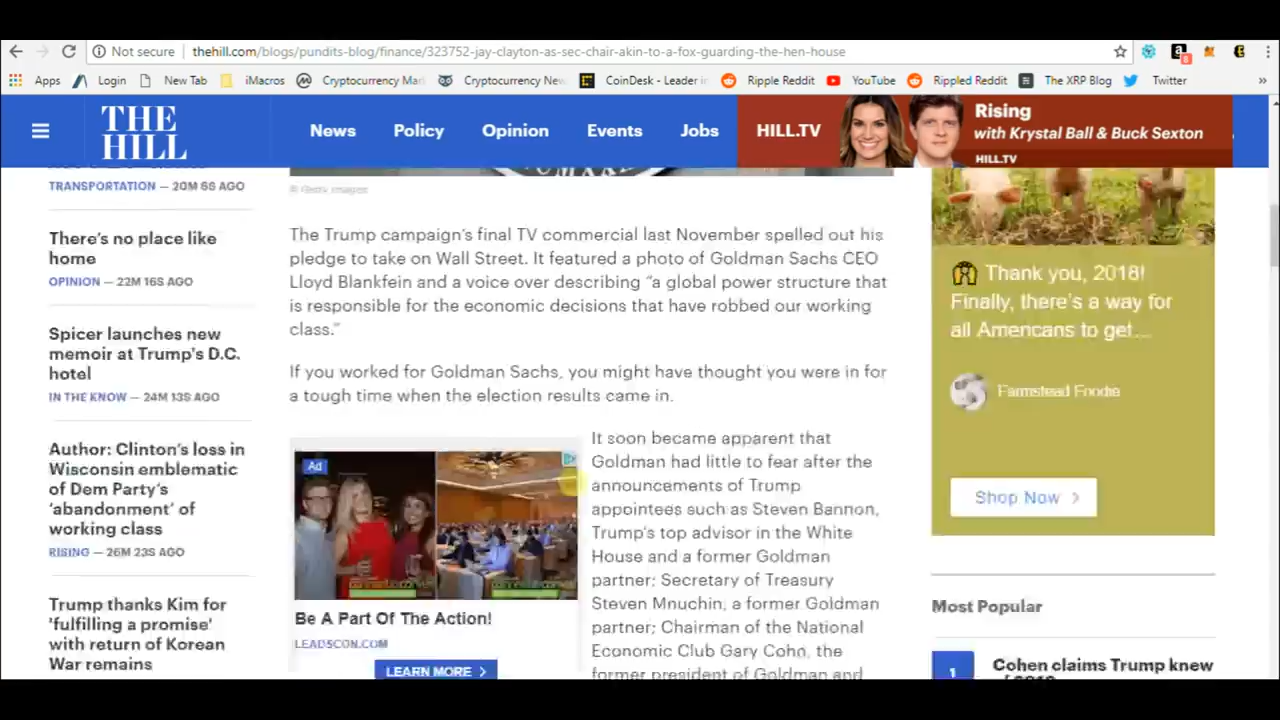 Not secure
thehill.com/blogs/pundits-blog/finance/323752-jay-clayton-as-sec-chair-akin-to-a-fox-guarding-the-hen-house
Apps
Login
New Tab
iMacros
Cryptocurrency Mar
Cryptocurrency New
CoinDesk - Leader i
Ripple Reddit
YouTube
Rippled Reddit
The XRP Blog
Twitter
»
THE
HILL
News
Policy
Opinion
Events
Jobs
HILL.TV
Rising
with Krystal Ball & Buck Sexton
HILL.TV
TRANSPORTATION — 20M 6S AGO
There's no place like
home
OPINION — 22M 16S AGO
Spicer launches new
memoir at Trump's D.C.
hotel
IN THE KNOW — 24M 13S AGO
Author: Clinton's loss in
Wisconsin emblematic
of Dem Party's
'abandonment' of
working class
RISING — 26M 23S AGO
Trump thanks Kim for
'fulfilling a promise'
with return of Korean
War remains
© Getty Images
The Trump campaign's final TV commercial last November spelled out his
pledge to take on Wall Street. It featured a photo of Goldman Sachs CEO
Lloyd Blankfein and a voice over describing “a global power structure that
is responsible for the economic decisions that have robbed our working
class.”
If you worked for Goldman Sachs, you might have thought you were in for
a tough time when the election results came in.
Ad
Be A Part Of The Action!
LEADSCON.COM
LEARN MORE
It soon became apparent that
Goldman had little to fear after the
announcements of Trump
appointees such as Steven Bannon,
Trump's top advisor in the White
House and a former Goldman
partner; Secretary of Treasury
Steven Mnuchin, a former Goldman
partner; Chairman of the National
Economic Club Gary Cohn, the
former president of Goldman and
Thank you, 2018!
Finally, there's a way for
all Americans to get...
Farmstead Foodie
Shop Now
Most Popular
1
Cohen claims Trump knew